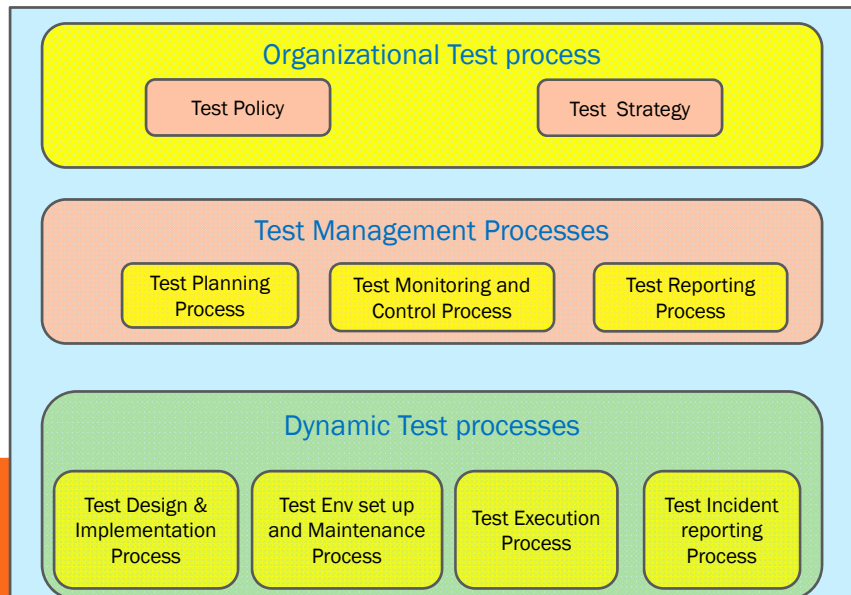 Organizational Test process
Test Policy
Test Strategy
Test Management Processes
Test Planning
Process
Test Monitoring and
Control Process
Test Reporting
Process
Dynamic Test processes
Test Design &
Implementation
Process
Test Env set up
and Maintenance
Process
Test Execution
Process
Test Incident
reporting
Process